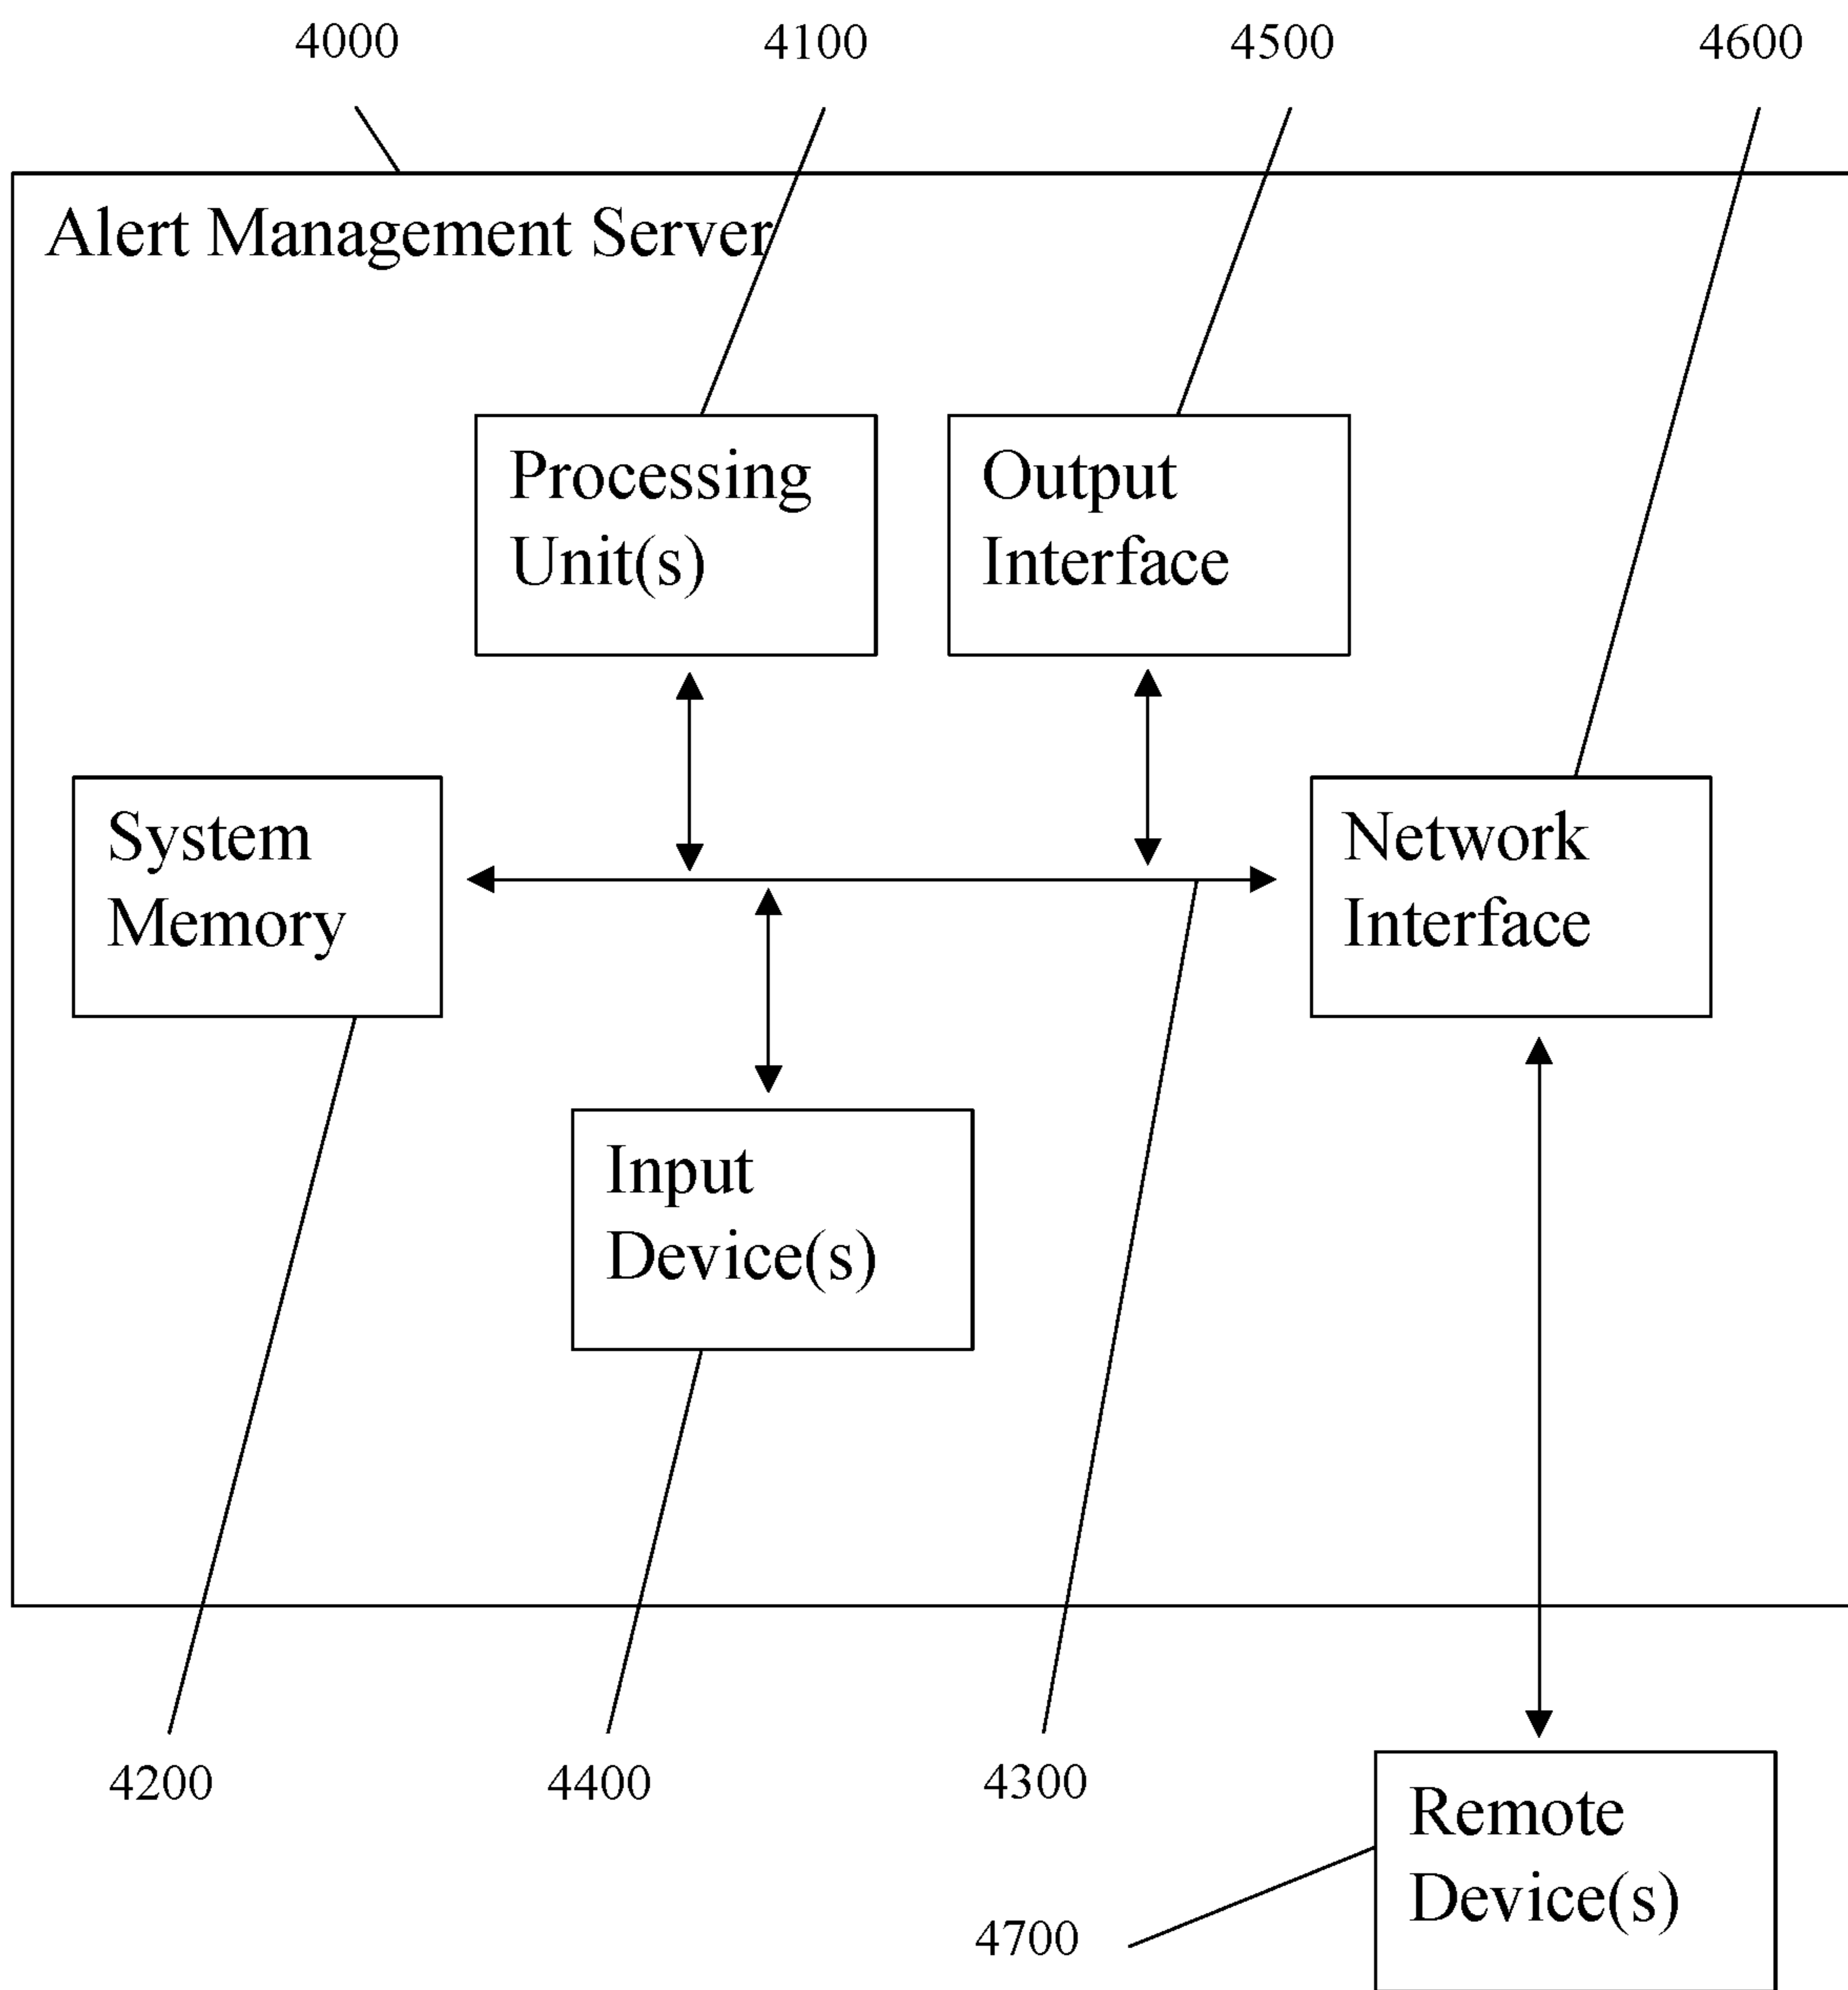 4000 4100 4500 4600
Alert Management Server
Processing
Unit(s)
Output
Interface
System
Memory
Network
Interface
Input
Device(s)
4200 4400 4300
Remote
Device(s)
4700